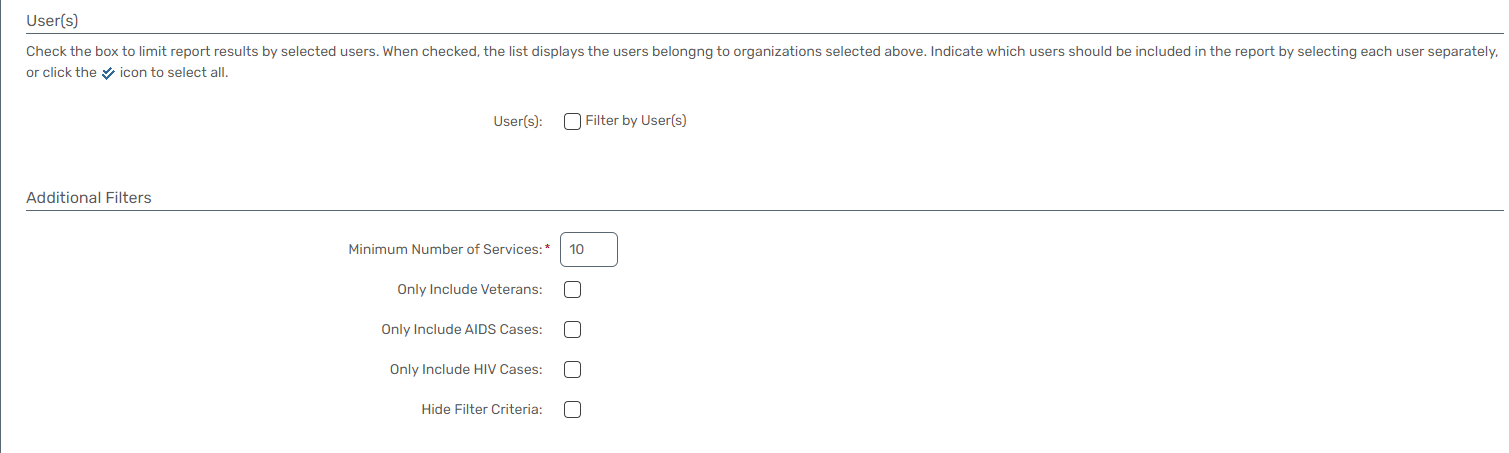 User(s)
Check the box to limit report results by selected users. When checked, the list displays the users belongng to organizations selected above. Indicate which users should be included in the report by selecting each user separately,
or click the icon to select all.
User(s): Filter by User(s)
Additional Filters
Minimum Number of Services:* 10
Only Include Veterans:
Only Include AIDS Cases:
Only Include HIV Cases:
Hide Filter Criteria: